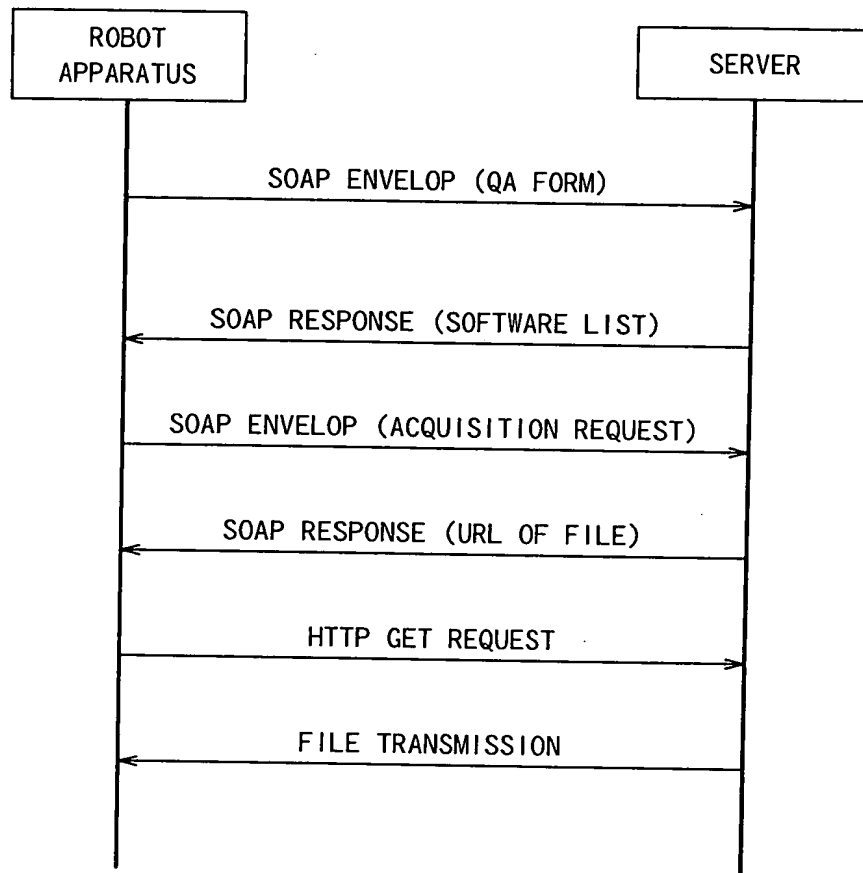 ROBOT
APPARATUS
SERVER
SOAP ENVELOP (QA FORM)
SOAP RESPONSE (SOFTWARE LIST)
SOAP ENVELOP (ACQUISITION REQUEST)
SOAP RESPONSE (URL OF FILE)
HTTP GET REQUEST
FILE TRANSMISSION